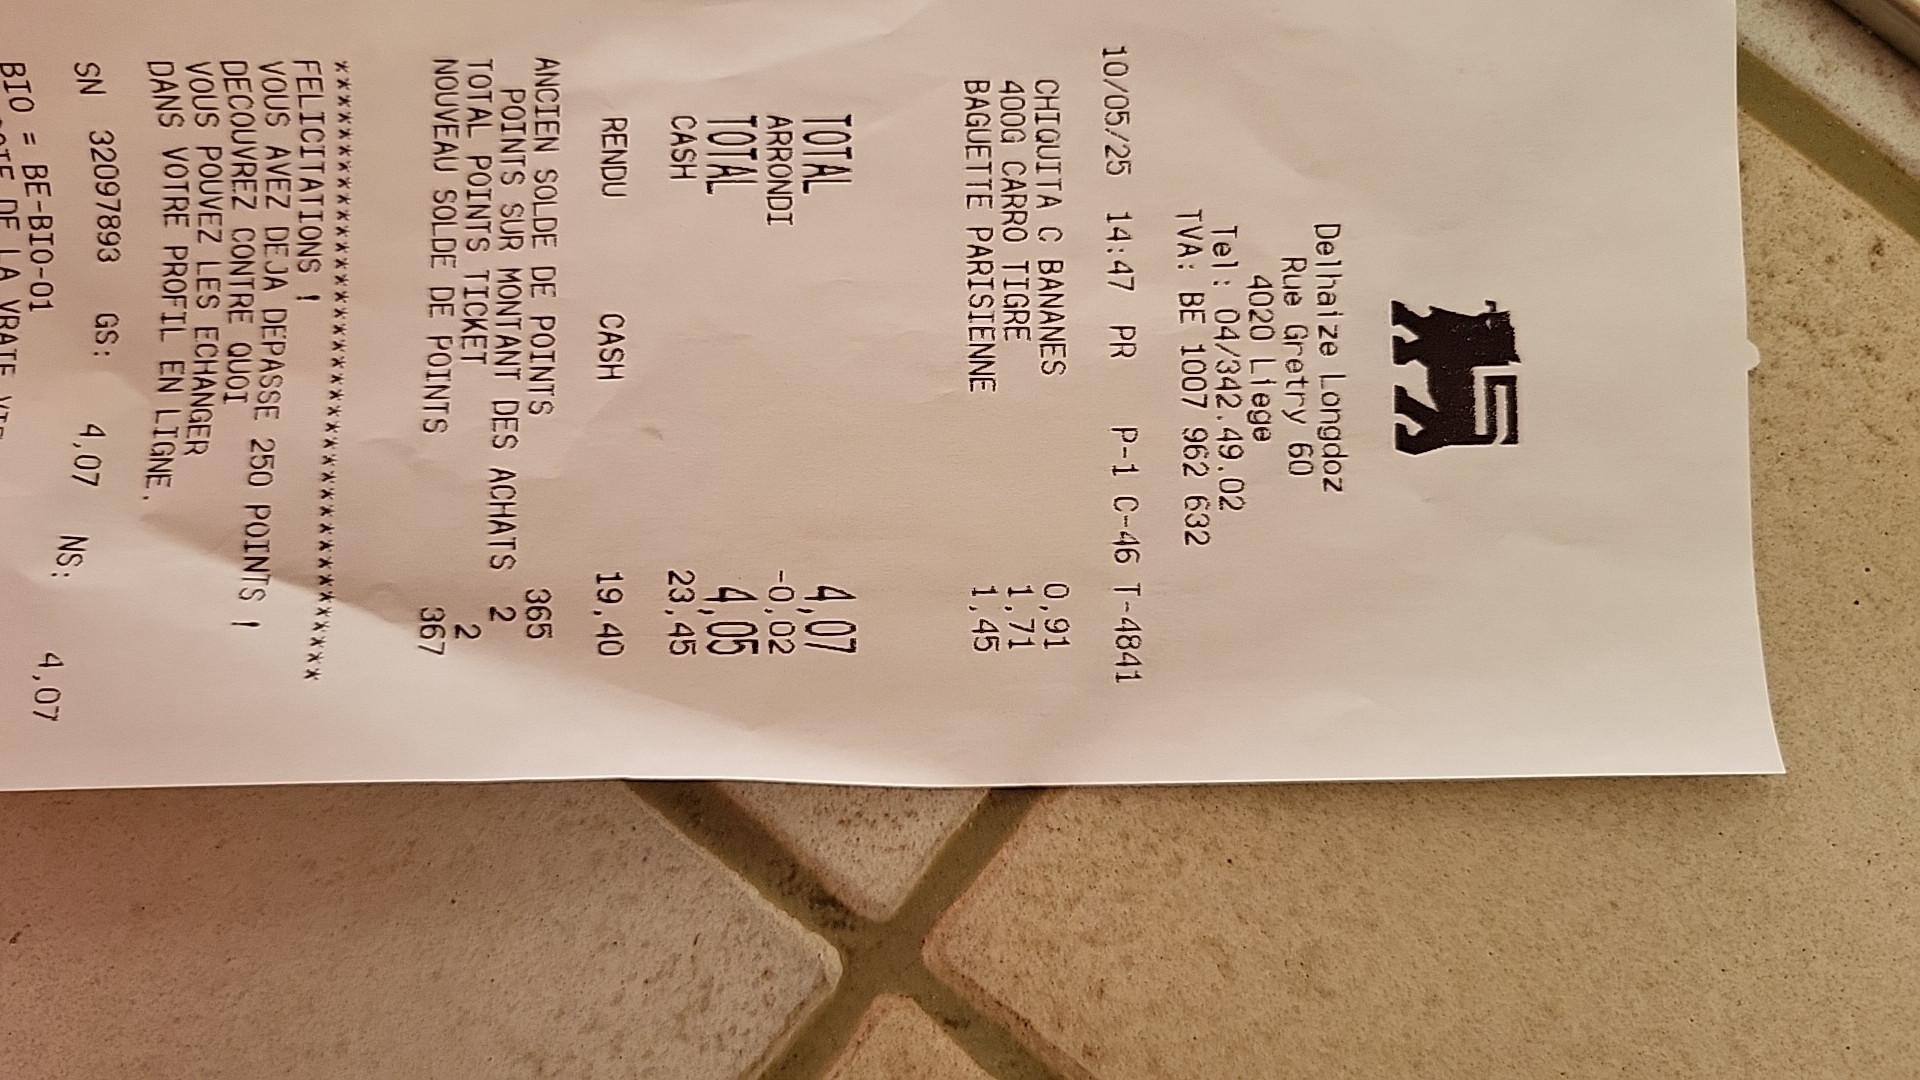 Delhaize Longdoz
Rue Gretry 60
4020 Liege
Tel: 04/342.49.02
TVA: BE 1007 962 632
10/05/25 14:47 PR P-1 C-46 T-4841
CHIQUITA C BANANES 0,91
400G CARRO TIGRE 1,71
BAGUETTE PARISIENNE 1,45
TOTAL 4,07
ARRONDI -0,02
TOTAL 4,05
CASH 23,45
RENDU CASH 19,40
ANCIEN SOLDE DE POINTS 365
POINTS SUR MONTANT DES ACHATS 2
TOTAL POINTS TICKET 2
NOUVEAU SOLDE DE POINTS 367
****************************************
FELICITATIONS !
VOUS AVEZ DEJA DEPASSE 250 POINTS !
DECOUVREZ CONTRE QUOI
VOUS POUVEZ LES ECHANGER
DANS VOTRE PROFIL EN LIGNE.
SN 32097893 GS: 4,07 NS: 4,07
BIO = BE-BIO-01
DE LA VRAIE